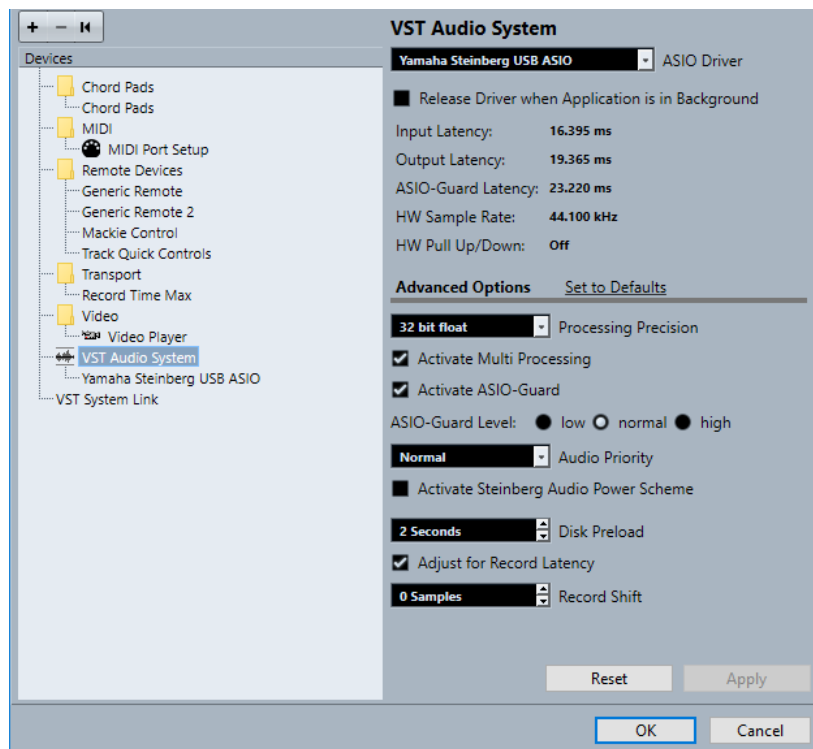 + - 
Devices
Chord Pads
Chord Pads
MIDI
MIDI Port Setup
Remote Devices
Generic Remote
Generic Remote 2
Mackie Control
Track Quick Controls
Transport
Record Time Max
Video
Video Player
VST Audio System
Yamaha Steinberg USB ASIO
VST System Link
VST Audio System
Yamaha Steinberg USB ASIO ASIO Driver
Release Driver when Application is in Background
Input Latency: 16.395 ms
Output Latency: 19.365 ms
ASIO-Guard Latency: 23.220 ms
HW Sample Rate: 44.100 kHz
HW Pull Up/Down: Off
Advanced Options Set to Defaults
32 bit float Processing Precision
Activate Multi Processing
Activate ASIO-Guard
ASIO-Guard Level: low normal high
Normal Audio Priority
Activate Steinberg Audio Power Scheme
2 Seconds Disk Preload
Adjust for Record Latency
0 Samples Record Shift
Reset Apply
OK Cancel